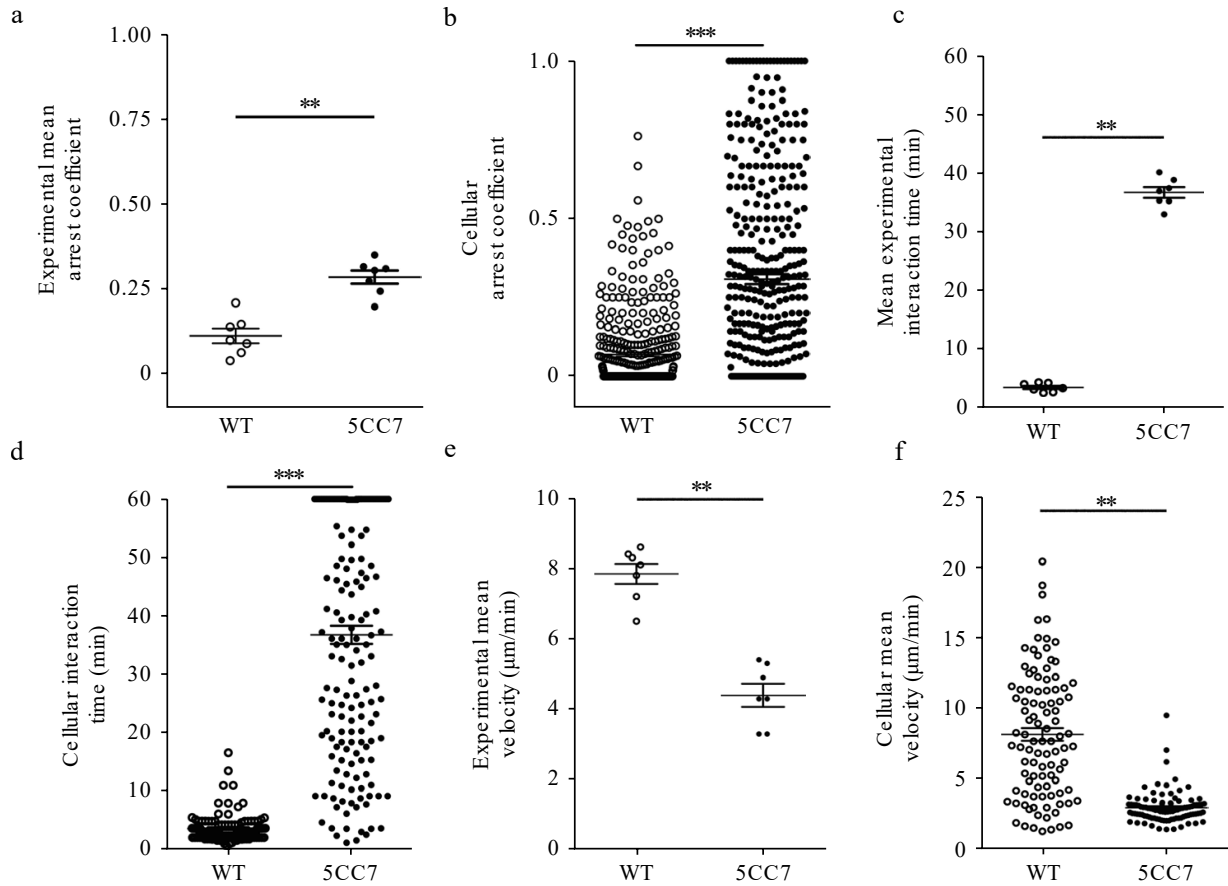 a
1.00
0.75
0.50
0.25
0
Experimental mean
arrest coefficient
**
WT
5CC7
b
1.0
0.5
0
Cellular
arrest coefficient
***
WT
5CC7
c
60
50
40
30
20
10
0
Mean experimental
interaction time (min)
**
WT
5CC7
d
60
50
40
30
20
10
0
Cellular interaction
time (min)
***
WT
5CC7
e
10
8
6
4
2
0
Experimental mean
velocity (μm/min)
**
WT
5CC7
f
25
20
15
10
5
0
Cellular mean
velocity (μm/min)
**
WT
5CC7